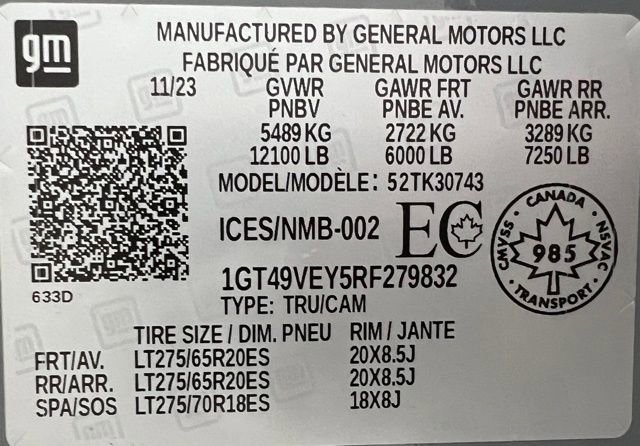 gm
MANUFACTURED BY GENERAL MOTORS LLC
FABRIQUÉ PAR GENERAL MOTORS LLC
11/23 GVWR GAWR FRT GAWR RR
PNBV PNBE AV. PNBE ARR.
5489 KG 2722 KG 3289 KG
12100 LB 6000 LB 7250 LB
MODEL/MODÈLE: 52TK30743
ICES/NMB-002 EC
CANADA
CMVSS 985 NSVAC
TRANSPORT
1GT49VEY5RF279832
633D
TYPE: TRU/CAM
TIRE SIZE / DIM. PNEU RIM / JANTE
FRT/AV. LT275/65R20ES 20X8.5J
RR/ARR. LT275/65R20ES 20X8.5J
SPA/SOS LT275/70R18ES 18X8J